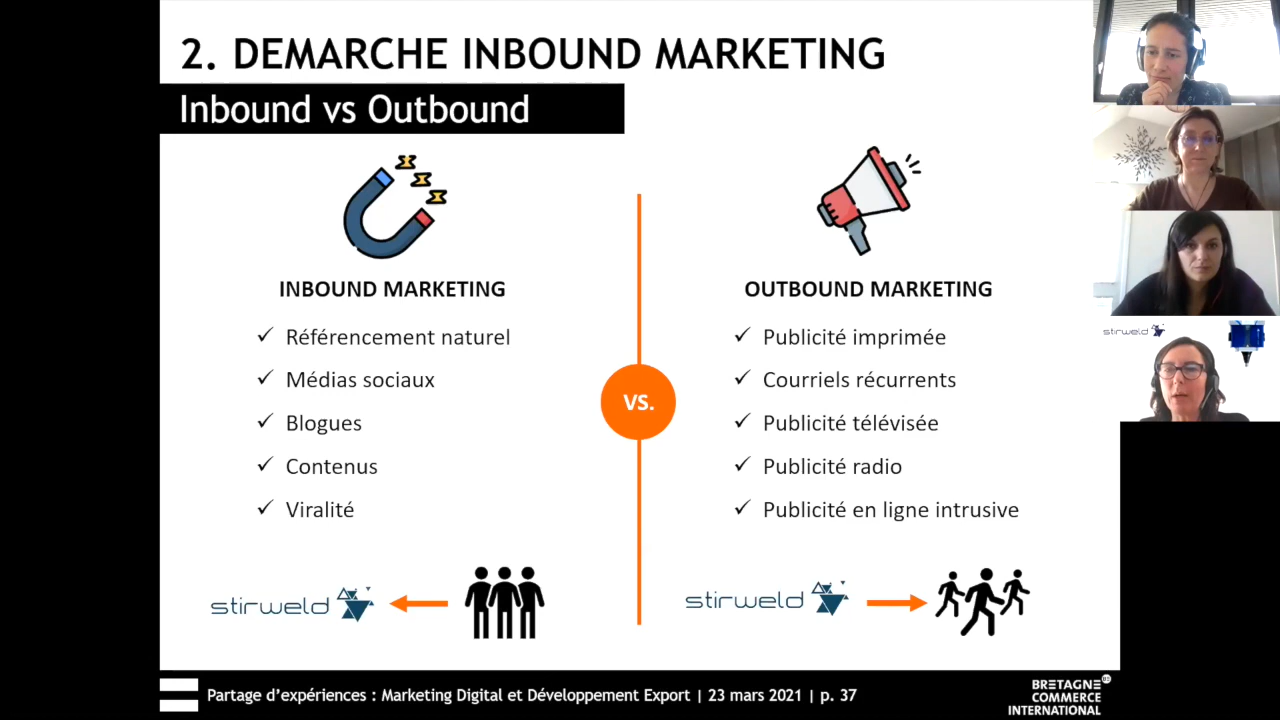 2. DEMARCHE INBOUND MARKETING
Inbound vs Outbound
INBOUND MARKETING
Référencement naturel
Médias sociaux
Blogues
Contenus
Viralité
stirweld
VS.
OUTBOUND MARKETING
Publicité imprimée
Courriels récurrents
Publicité télévisée
Publicité radio
Publicité en ligne intrusive
stirweld
stirweld
Partage d'expériences : Marketing Digital et Développement Export | 23 mars 2021 | p. 37
BRETAGNE
COMMERCE
INTERNATIONAL